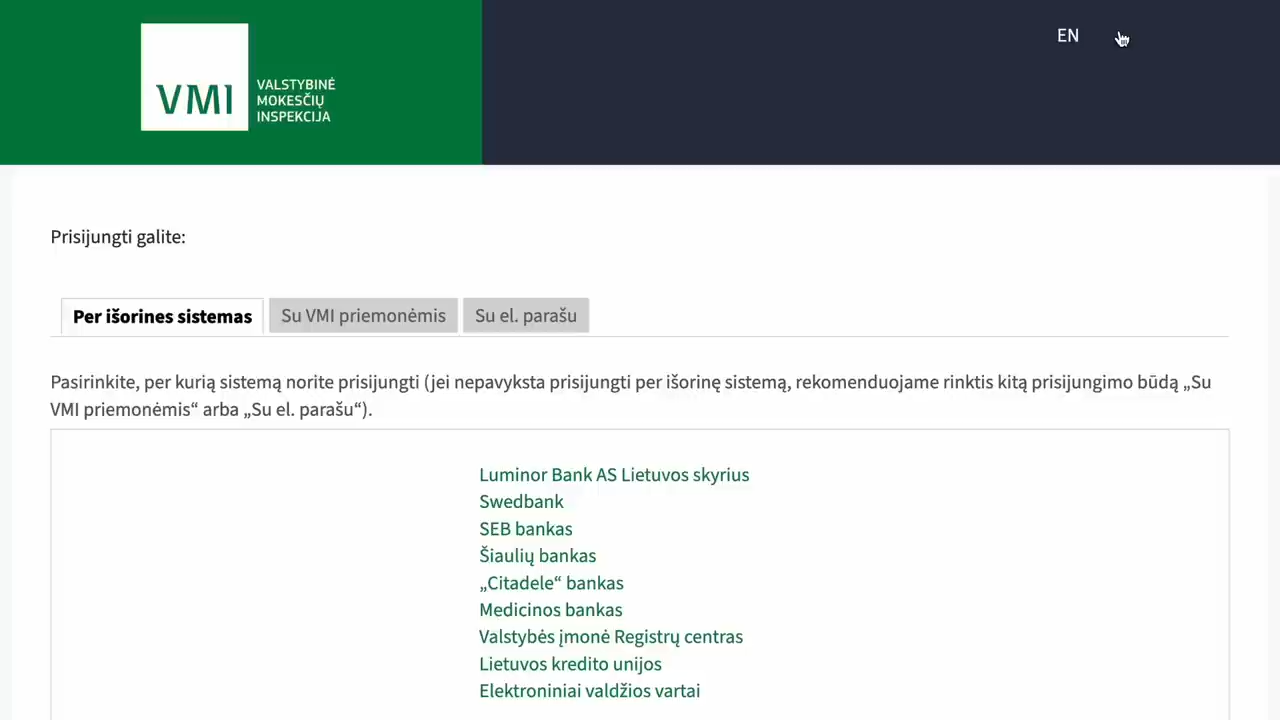 VMI
VALSTYBINĖ
MOKESČIŲ
INSPEKCIJA
EN
Prisijungti galite:
Per išorines sistemas
Su VMI priemonėmis
Su el. parašu
Pasirinkite, per kurią sistemą norite prisijungti (jei nepavyksta prisijungti per išorinę sistemą, rekomenduojame rinktis kitą prisijungimo būdą „Su
VMI priemonėmis“ arba „Su el. parašu“).
Luminor Bank AS Lietuvos skyrius
Swedbank
SEB bankas
Šiaulių bankas
„Citadele“ bankas
Medicinos bankas
Valstybės įmonė Registrų centras
Lietuvos kredito unijos
Elektroniniai valdžios vartai